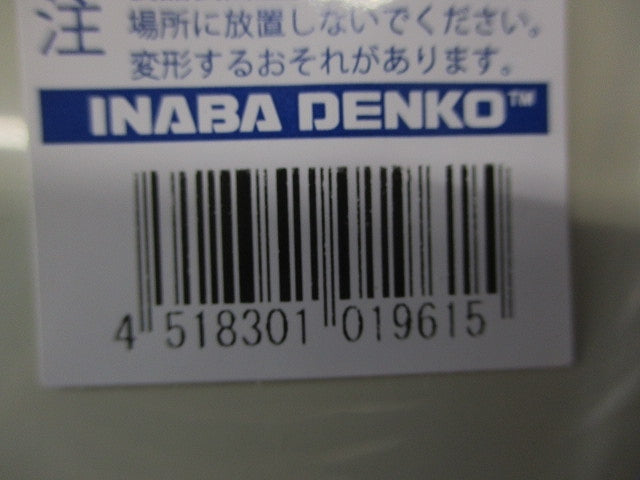 注
場所に放置しないでください。
変形するおそれがあります。
INABA DENKO™
4 518301 019615